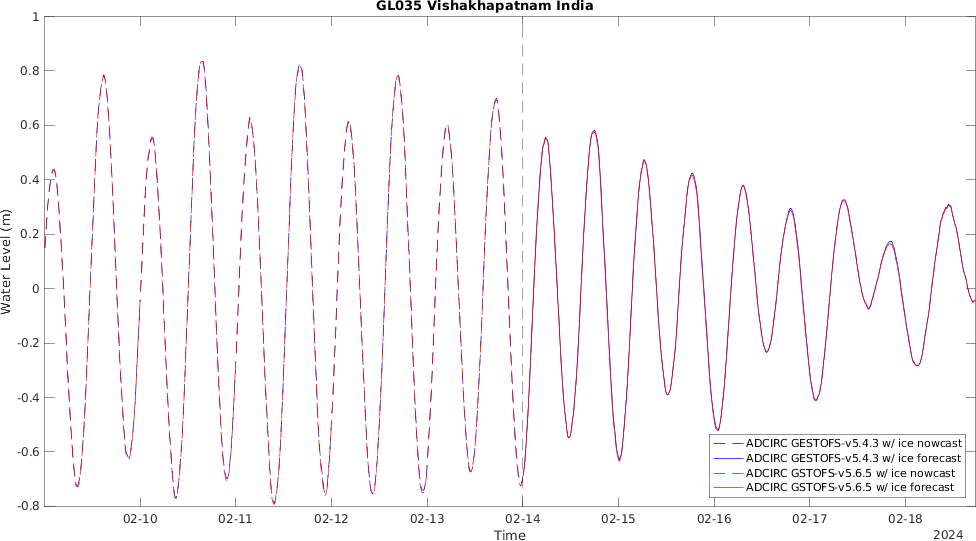 GL035 Vishakhapatnam India
1
0.8
0.6
0.4
0.2
0
-0.2
-0.4
-0.6
-0.8
Water Level (m)
02-10 02-11 02-12 02-13 02-14 02-15 02-16 02-17 02-18
Time
2024
ADCIRC GESTOFS-v5.4.3 w/ ice nowcast
ADCIRC GESTOFS-v5.4.3 w/ ice forecast
ADCIRC GSTOFS-v5.6.5 w/ ice nowcast
ADCIRC GSTOFS-v5.6.5 w/ ice forecast